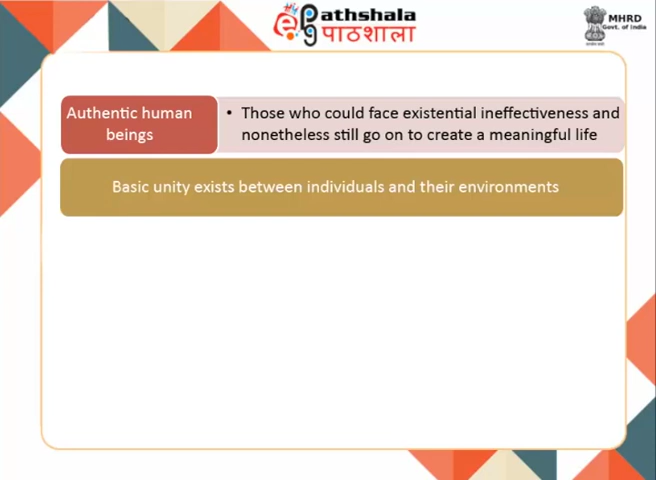 e Pathshala
पाठशाला
MHRD
Govt. of India
Authentic human
beings
• Those who could face existential ineffectiveness and
nonetheless still go on to create a meaningful life
Basic unity exists between individuals and their environments